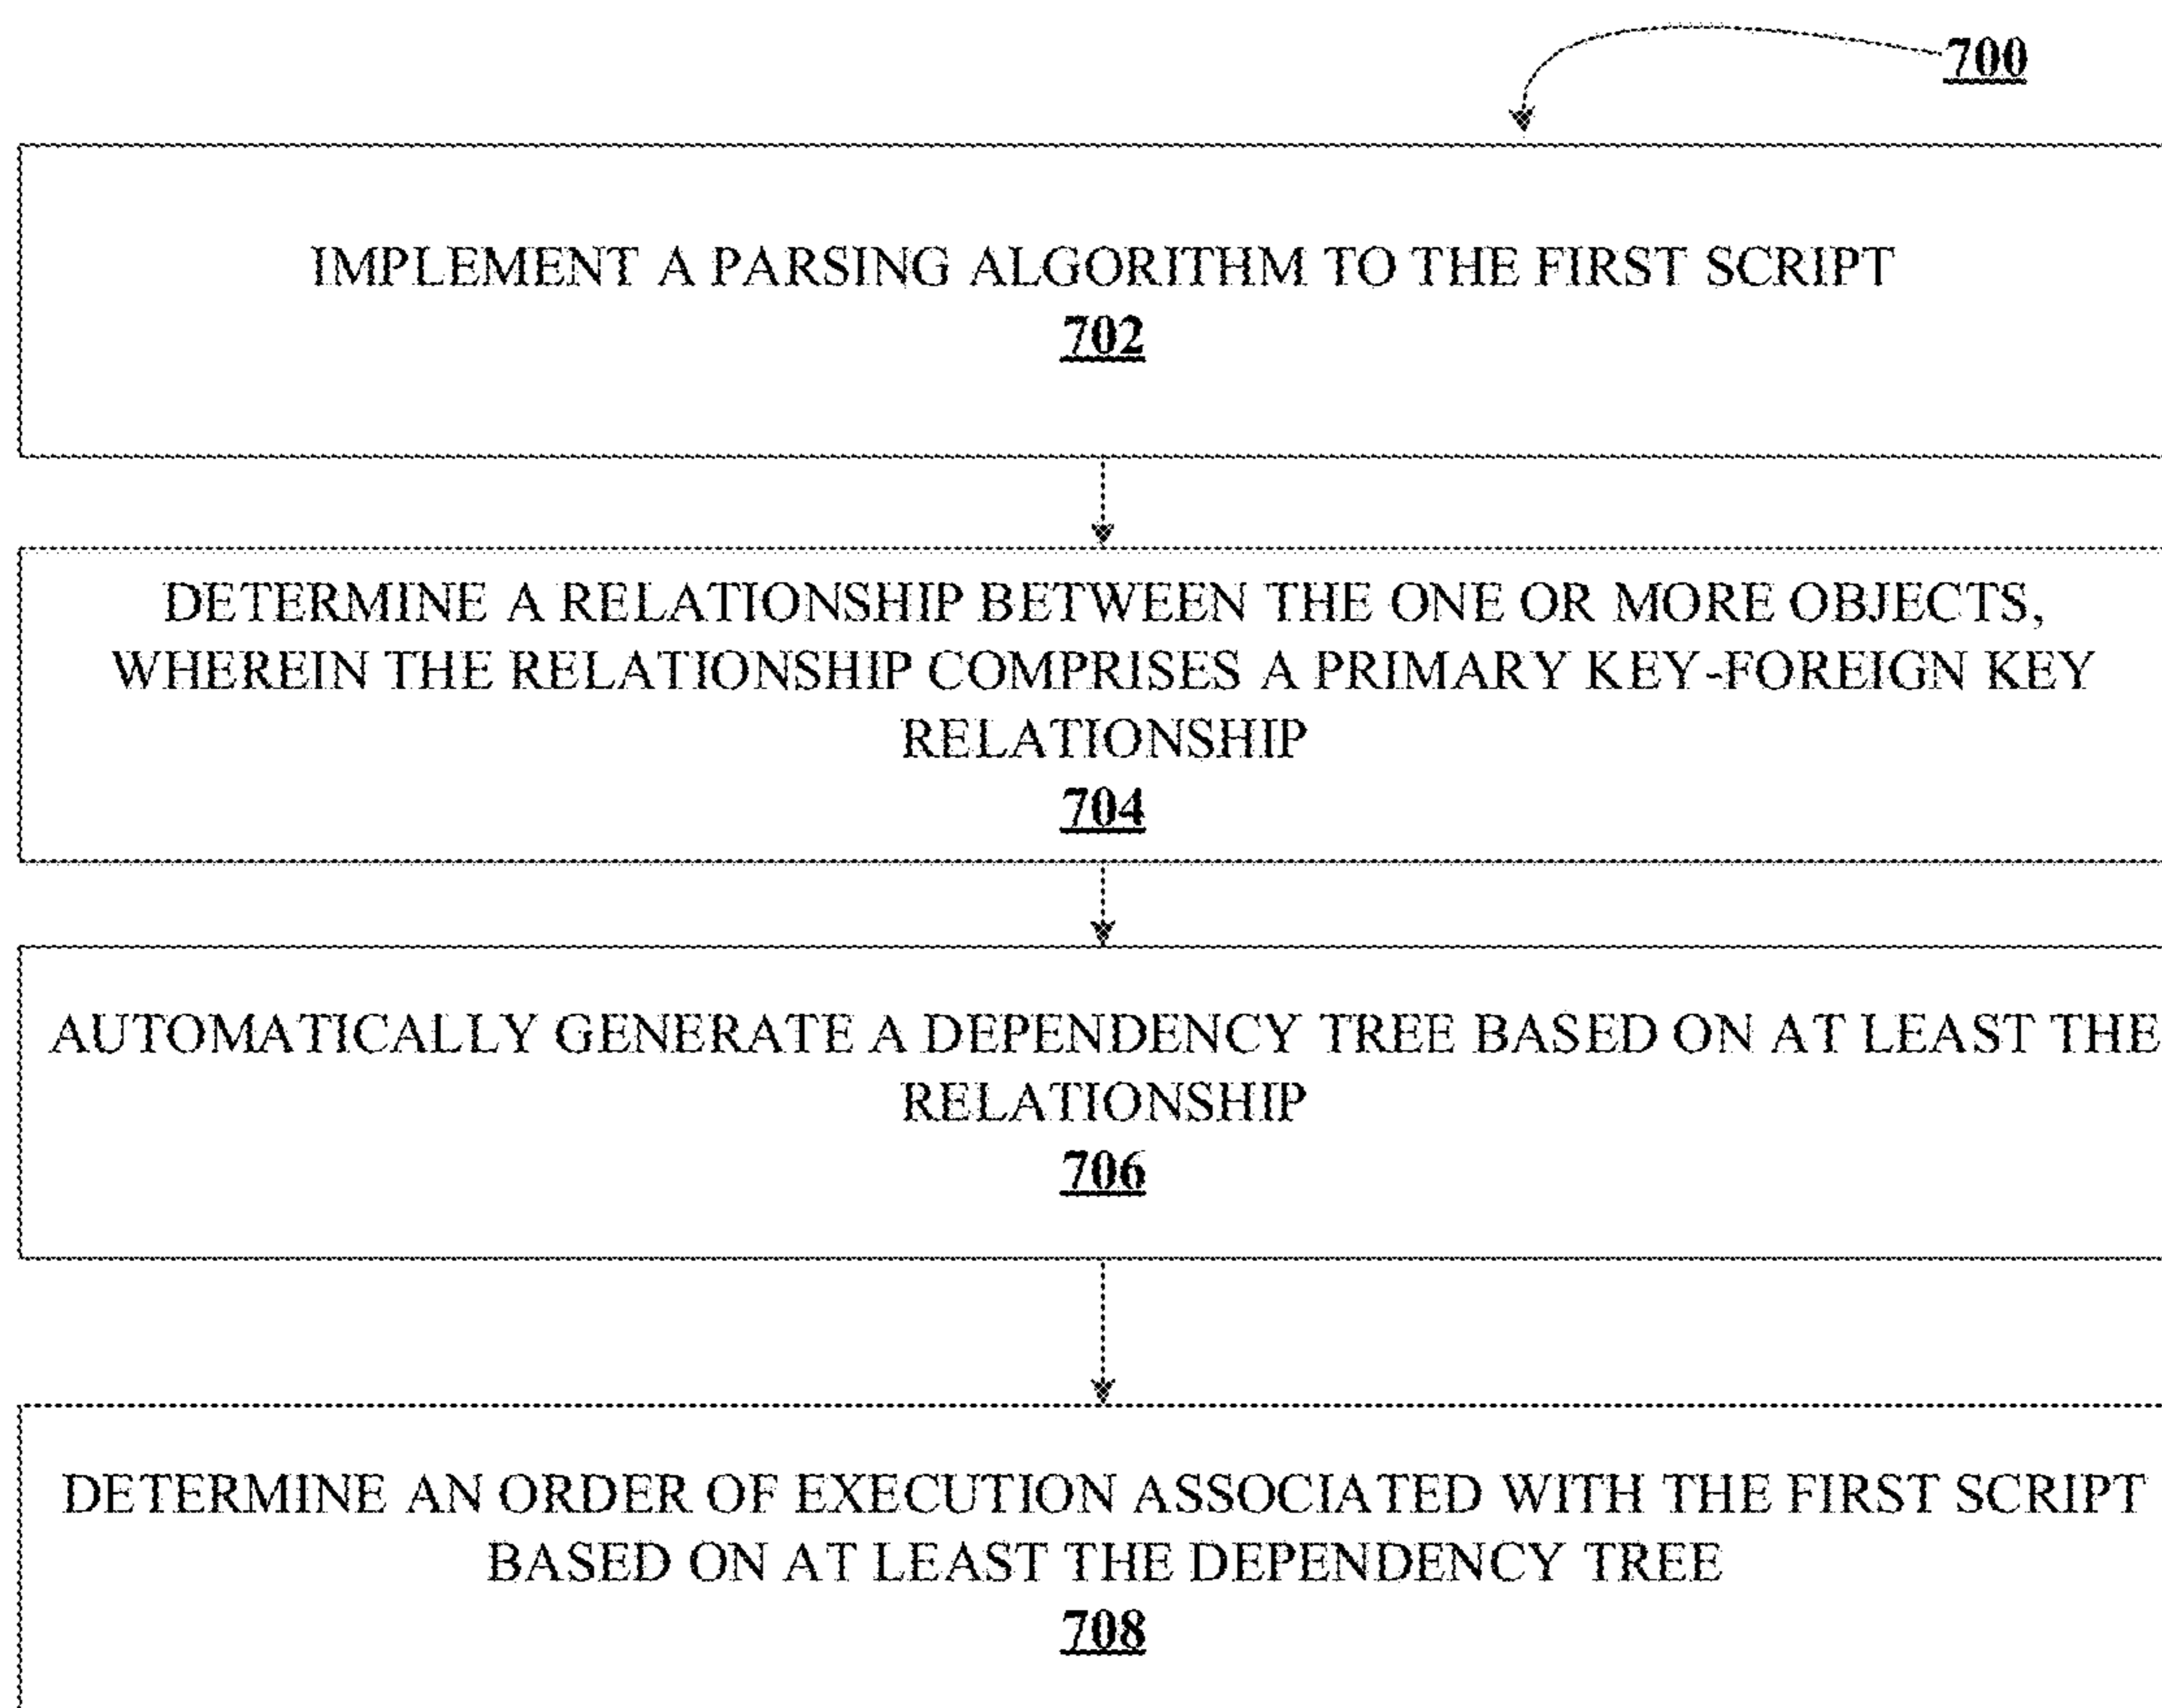 700
IMPLEMENT A PARSING ALGORITHM TO THE FIRST SCRIPT
702
DETERMINE A RELATIONSHIP BETWEEN THE ONE OR MORE OBJECTS,
WHEREIN THE RELATIONSHIP COMPRISES A PRIMARY KEY-FOREIGN KEY
RELATIONSHIP
704
AUTOMATICALLY GENERATE A DEPENDENCY TREE BASED ON AT LEAST THE
RELATIONSHIP
706
DETERMINE AN ORDER OF EXECUTION ASSOCIATED WITH THE FIRST SCRIPT
BASED ON AT LEAST THE DEPENDENCY TREE
708